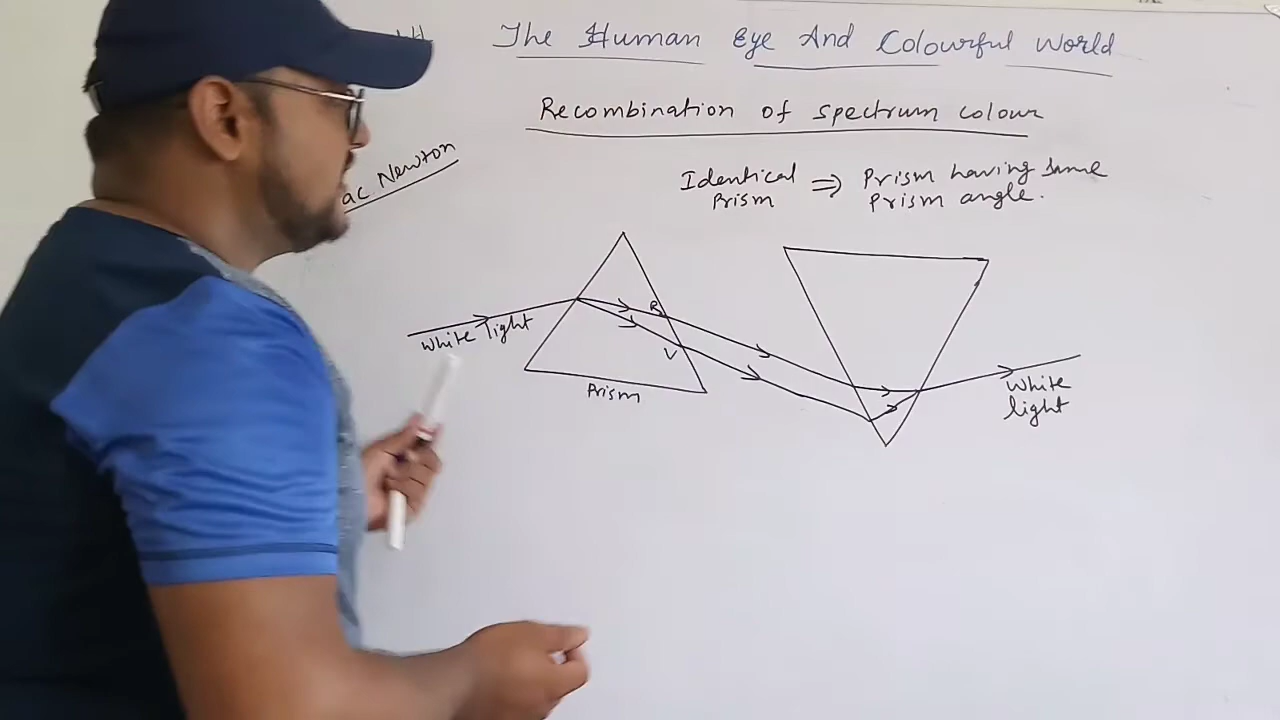 The Human Eye And Colourful World
Recombination of spectrum colour
ac Newton
Identical ⇒ Prism having same
Prism Prism angle.
White light
R
V
Prism
White
light